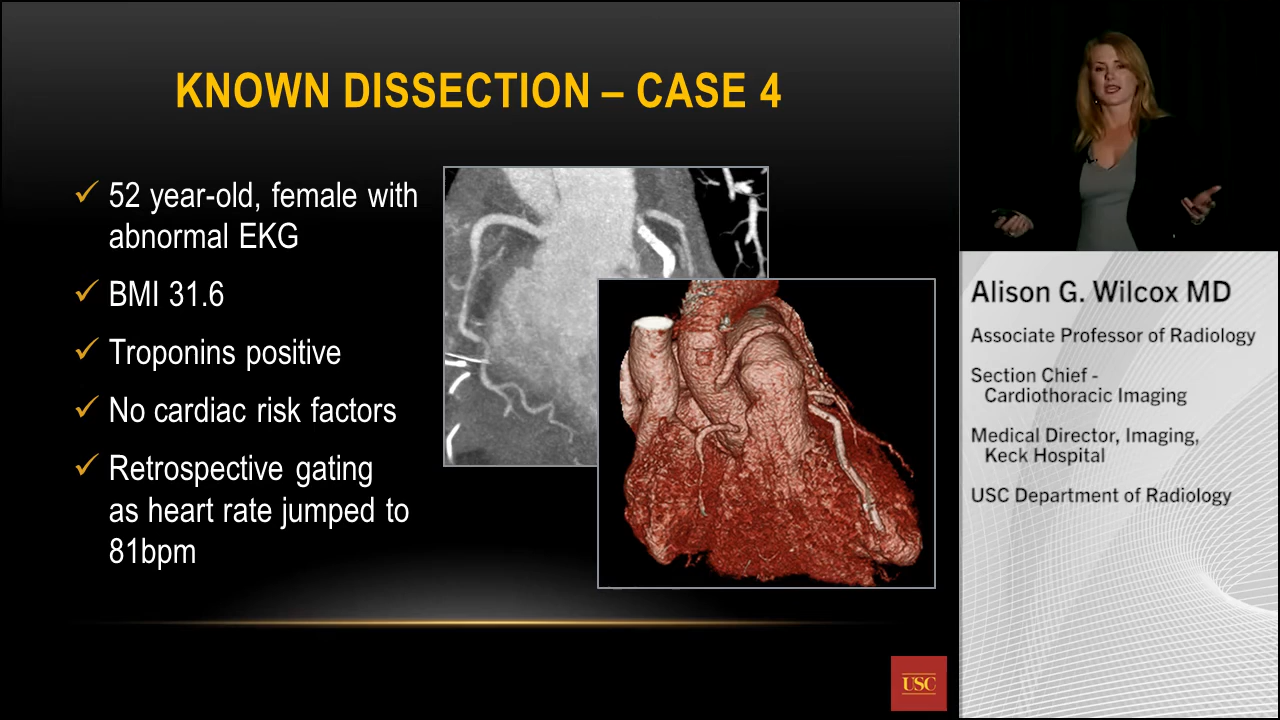 KNOWN DISSECTION – CASE 4
✓ 52 year-old, female with
abnormal EKG
✓ BMI 31.6
✓ Troponins positive
✓ No cardiac risk factors
✓ Retrospective gating
as heart rate jumped to
81bpm
USC
Alison G. Wilcox MD
Associate Professor of Radiology
Section Chief -
Cardiothoracic Imaging
Medical Director, Imaging,
Keck Hospital
USC Department of Radiology